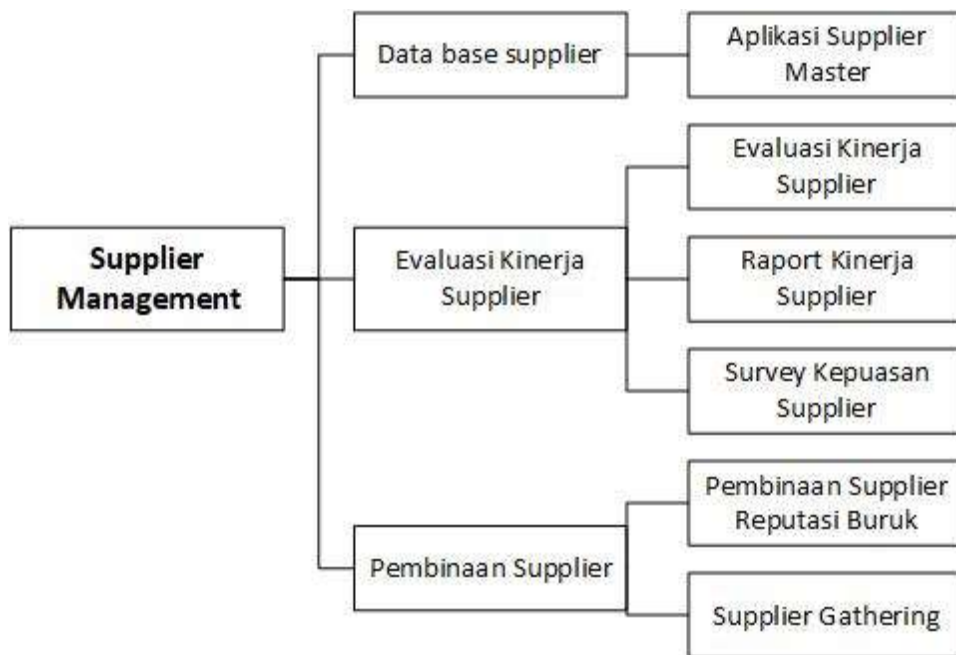 Supplier
Management
Data base supplier
Aplikasi Supplier
Master
Evaluasi Kinerja
Supplier
Evaluasi Kinerja
Supplier
Raport Kinerja
Supplier
Survey Kepuasan
Supplier
Pembinaan Supplier
Pembinaan Supplier
Reputasi Buruk
Supplier Gathering